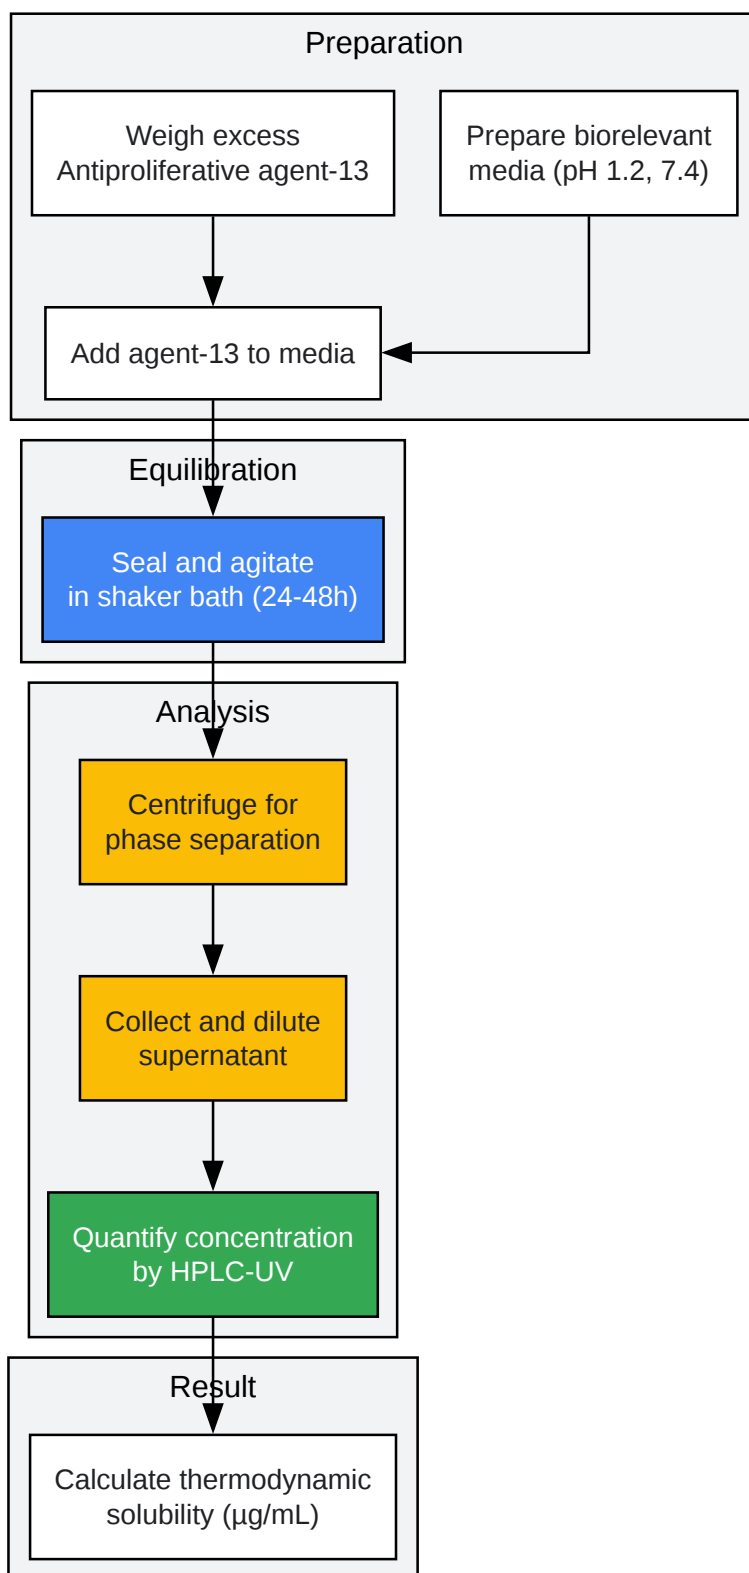 Preparation
Weigh excess
Antiproliferative agent-13
Prepare biorelevant
media (pH 1.2, 7.4)
Add agent-13 to media
Equilibration
Seal and agitate
in shaker bath (24-48h)
Analysis
Centrifuge for
phase separation
Collect and dilute
supernatant
Quantify concentration
by HPLC-UV
Result
Calculate thermodynamic
solubility (µg/mL)